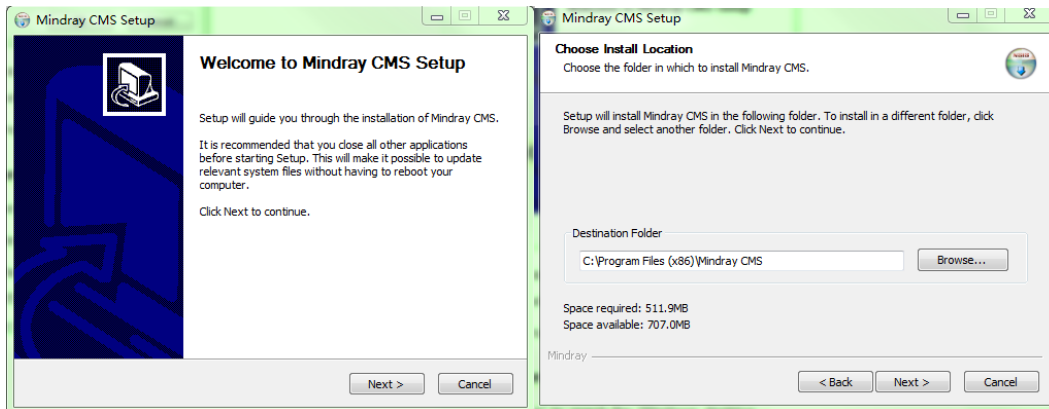 Mindray CMS Setup
Welcome to Mindray CMS Setup
Setup will guide you through the installation of Mindray CMS.
It is recommended that you close all other applications
before starting Setup. This will make it possible to update
relevant system files without having to reboot your
computer.
Click Next to continue.
Next >
Cancel
Mindray CMS Setup
Choose Install Location
Choose the folder in which to install Mindray CMS.
Setup will install Mindray CMS in the following folder. To install in a different folder, click
Browse and select another folder. Click Next to continue.
Destination Folder
C:\Program Files (x86)\Mindray CMS
Browse...
Space required: 511.9MB
Space available: 707.0MB
Mindray
< Back
Next >
Cancel